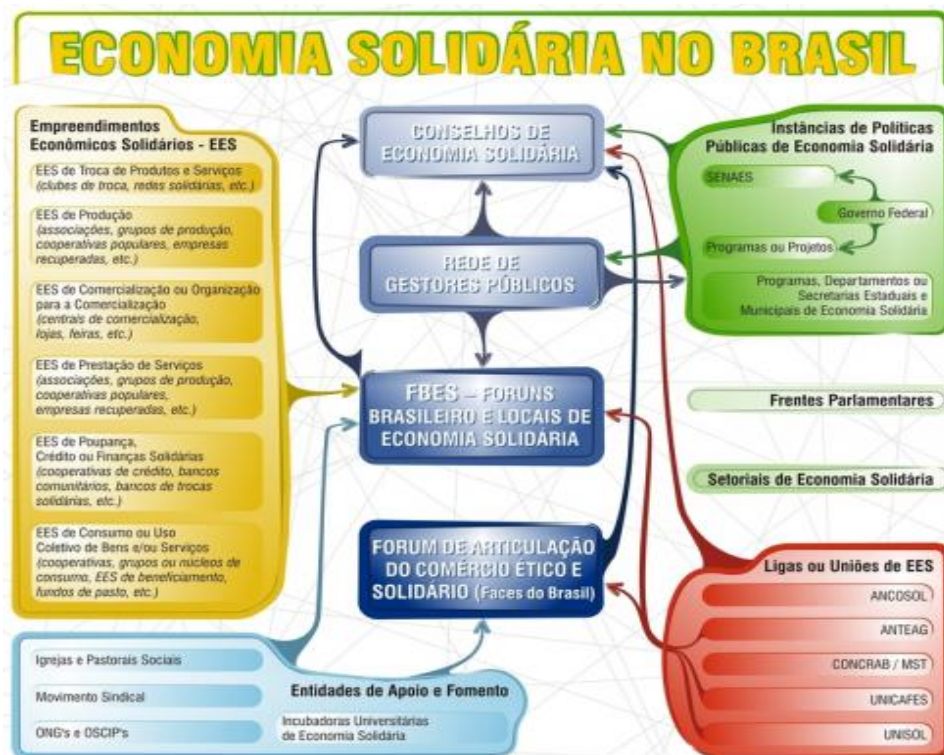 ECONOMIA SOLIDÁRIA NO BRASIL
Empreendimentos
Econômicos Solidários - EES
EES de Troca de Produtos e Serviços
(clubes de troca, redes solidárias, etc.)
EES de Produção
(associações, grupos de produção,
cooperativas populares, empresas
recuperadas, etc.)
EES de Comercialização ou Organização
para a Comercialização
(centrais de comercialização,
lojas, feiras, etc.)
EES de Prestação de Serviços
(associações, grupos de produção,
cooperativas populares,
empresas recuperadas, etc.)
EES de Poupança,
Crédito ou Finanças Solidárias
(cooperativas de crédito, bancos
comunitários, bancos de trocas
solidárias, etc.)
EES de Consumo ou Uso
Coletivo de Bens e/ou Serviços
(cooperativas, grupos ou núcleos de
consumo, EES de beneficiamento,
fundos de pasto, etc.)
CONSELHOS DE
ECONOMIA SOLIDÁRIA
REDE DE
GESTORES PÚBLICOS
FBES – FORUNS
BRASILEIRO E LOCAIS DE
ECONOMIA SOLIDÁRIA
FORUM DE ARTICULAÇÃO
DO COMÉRCIO ÉTICO E
SOLIDÁRIO (Faces do Brasil)
Instâncias de Políticas
Públicas de Economia Solidária
SENAES
Governo Federal
Programas ou Projetos
Programas, Departamentos ou
Secretarias Estaduais e
Municipais de Economia Solidária
Frentes Parlamentares
Setoriais de Economia Solidária
Ligas ou Uniões de EES
ANCOSOL
ANTEAG
CONCRAB / MST
UNICAFES
UNISOL
Igrejas e Pastorais Sociais
Movimento Sindical
ONG's e OSCIP's
Entidades de Apoio e Fomento
Incubadoras Universitárias
de Economia Solidária